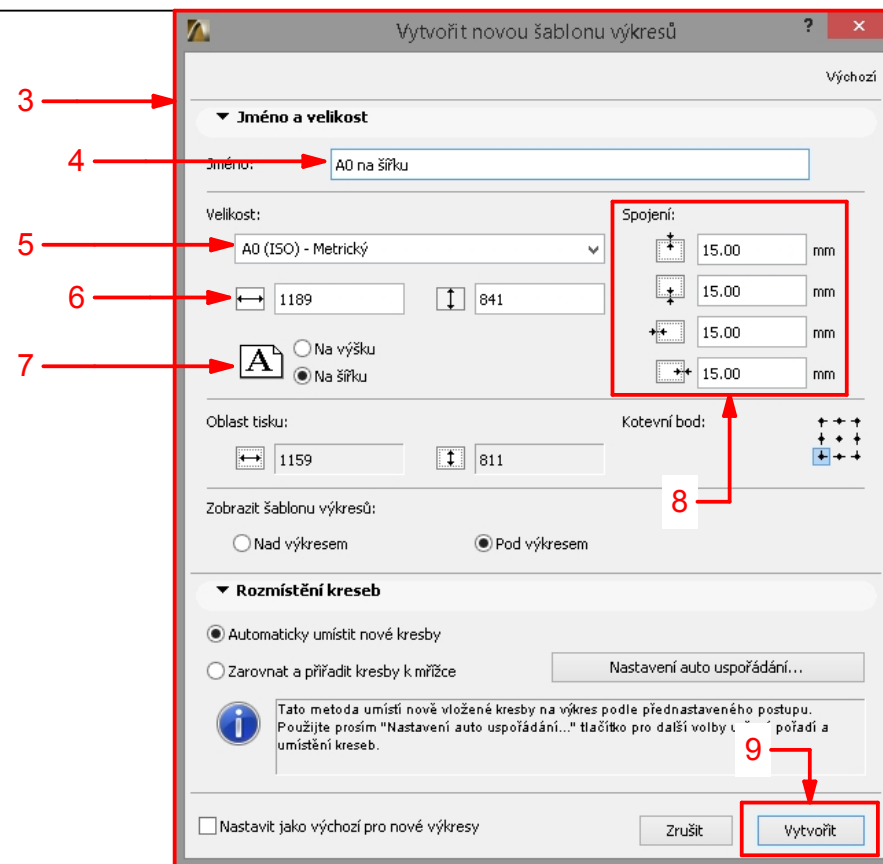 Vytvořit novou šablonu výkresů ?
Výchozí
3
Jméno a velikost
4
Jméno: A0 na šířku
Velikost: Spojení:
5
A0 (ISO) - Metrický 15.00 mm
6
1189 841 15.00 mm
15.00 mm
7
A Na výšku
Na šířku 15.00 mm
Oblast tisku: Kotevní bod:
1159 811
8
Zobrazit šablonu výkresů:
Nad výkresem Pod výkresem
Rozmístění kreseb
Automaticky umístit nové kresby
Zarovnat a přiřadit kresby k mřížce Nastavení auto uspořádání...
Tato metoda umístí nově vložené kresby na výkres podle přednastaveného postupu.
Použijte prosím "Nastavení auto uspořádání..." tlačítko pro další volby pořadí a
umístění kreseb.
9
Nastavit jako výchozí pro nové výkresy Zrušit Vytvořit